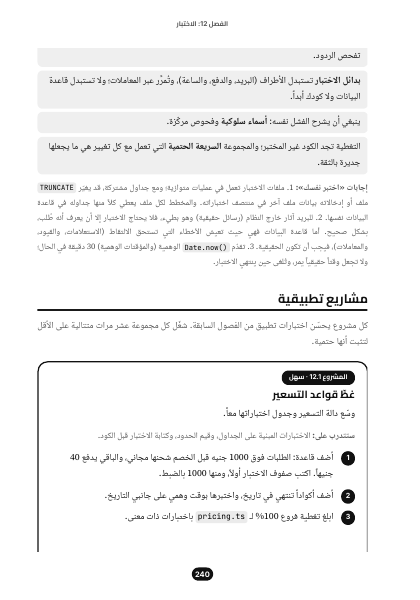 الفصل 12: الاختبار
تفحص الردود.
بدائل الاختبار تستبدل الأطراف (البريد، والدفع، والساعة)، وتُمرَّر عبر المعاملات؛ ولا تستبدل قاعدة
البيانات ولا كودك أبداً.
ينبغي أن يشرح الفشل نفسه: أسماء سلوكية وفحوص مركّزة.
التغطية تجد الكود غير المختبر؛ والمجموعة السريعة الحتمية التي تعمل مع كل تغيير هي ما يجعلها
جديرة بالثقة.
إجابات «اختبر نفسك»: 1. ملفات الاختبار تعمل في عمليات متوازية؛ ومع جداول مشتركة، قد يغيّر TRUNCATE
ملف أو إدخالاته بيانات ملف آخر في منتصف اختباراته. والمخطط لكل ملف يعطي كلاً منها جداوله في قاعدة
البيانات نفسها. 2. للبريد آثار خارج النظام (رسائل حقيقية) وهو بطيء، فلا يحتاج الاختبار إلا أن يعرف أنه طُلب،
بشكل صحيح. أما قاعدة البيانات فهي حيث تعيش الأخطاء التي تستحق الالتقاط (الاستعلامات، والقيود،
والمعاملات)، فيجب أن تكون الحقيقية. 3. تقدّم Date.now() الوهمية (والمؤقتات الوهمية) 30 دقيقة في الحال؛
ولا تجعل وقتاً حقيقياً يمر، وتُلغى حين ينتهي الاختبار.
مشاريع تطبيقية
كل مشروع يحسّن اختبارات تطبيق من الفصول السابقة. شغّل كل مجموعة عشر مرات متتالية على الأقل
لتثبت أنها حتمية.
المشروع 12.1 · سهل
غطِّ قواعد التسعير
وسّع دالة التسعير وجدول اختباراتها معاً.
ستتدرب على: الاختبارات المبنية على الجداول، وقيم الحدود، وكتابة الاختبار قبل الكود.
1 أضف قاعدة: الطلبات فوق 1000 جنيه قبل الخصم شحنها مجاني، والباقي يدفع 40
جنيهاً. اكتب صفوف الاختبار أولاً، ومنها 1000 بالضبط.
2 أضف أكواداً تنتهي في تاريخ، واختبرها بوقت وهمي على جانبي التاريخ.
3 ابلغ تغطية فروع 100% لـ pricing.ts باختبارات ذات معنى.
240